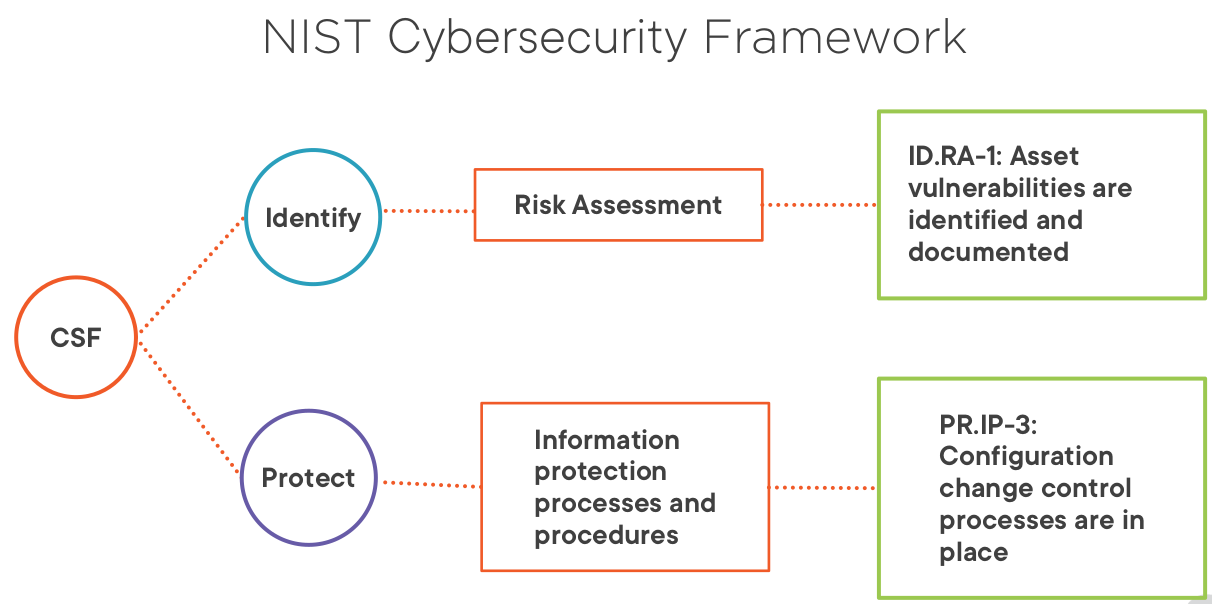 NIST Cybersecurity Framework
CSF
Identify
Risk Assessment
ID.RA-1: Asset
vulnerabilities are
identified and
documented
Protect
Information
protection
processes and
procedures
PR.IP-3:
Configuration
change control
processes are in
place